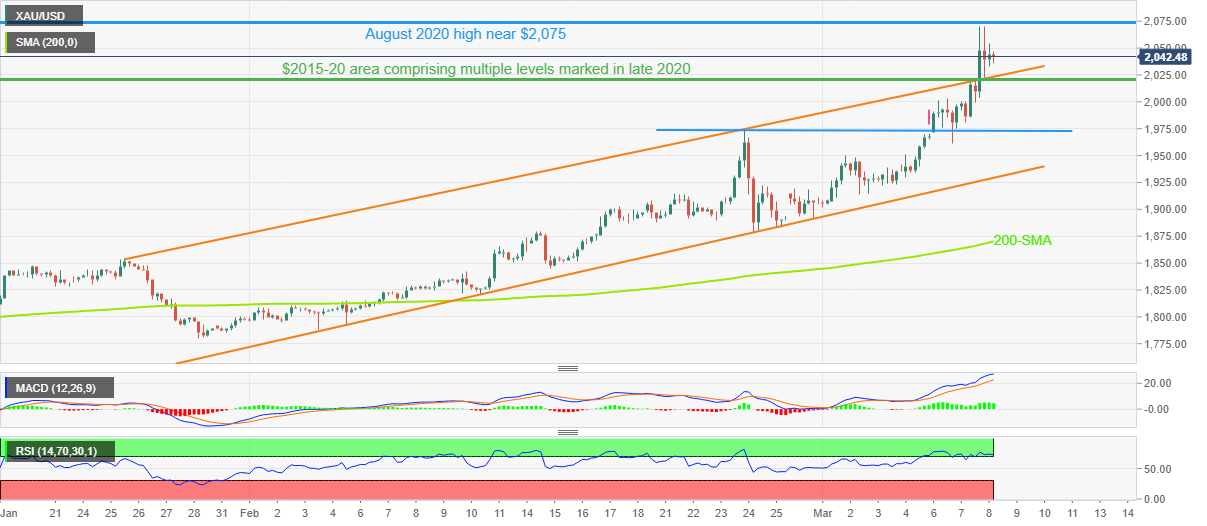 XAU/USD
SMA (200,0)
August 2020 high near $2,075
$2015-20 area comprising multiple levels marked in late 2020
200-SMA
2,075.00
2,050.00
2,042.48
2,025.00
2,000.00
1,975.00
1,950.00
1,925.00
1,900.00
1,875.00
1,850.00
1,825.00
1,800.00
1,775.00
MACD (12,26,9)
20.00
-0.00
RSI (14,70,30,1)
50.00
0.00
Jan 21 24 25 26 27 28 31 Feb 2 3 4 6 7 8 9 10 11 14 15 16 17 18 21 22 23 24 25 28 Mar 2 3 4 6 7 8 9 10 11 13 14